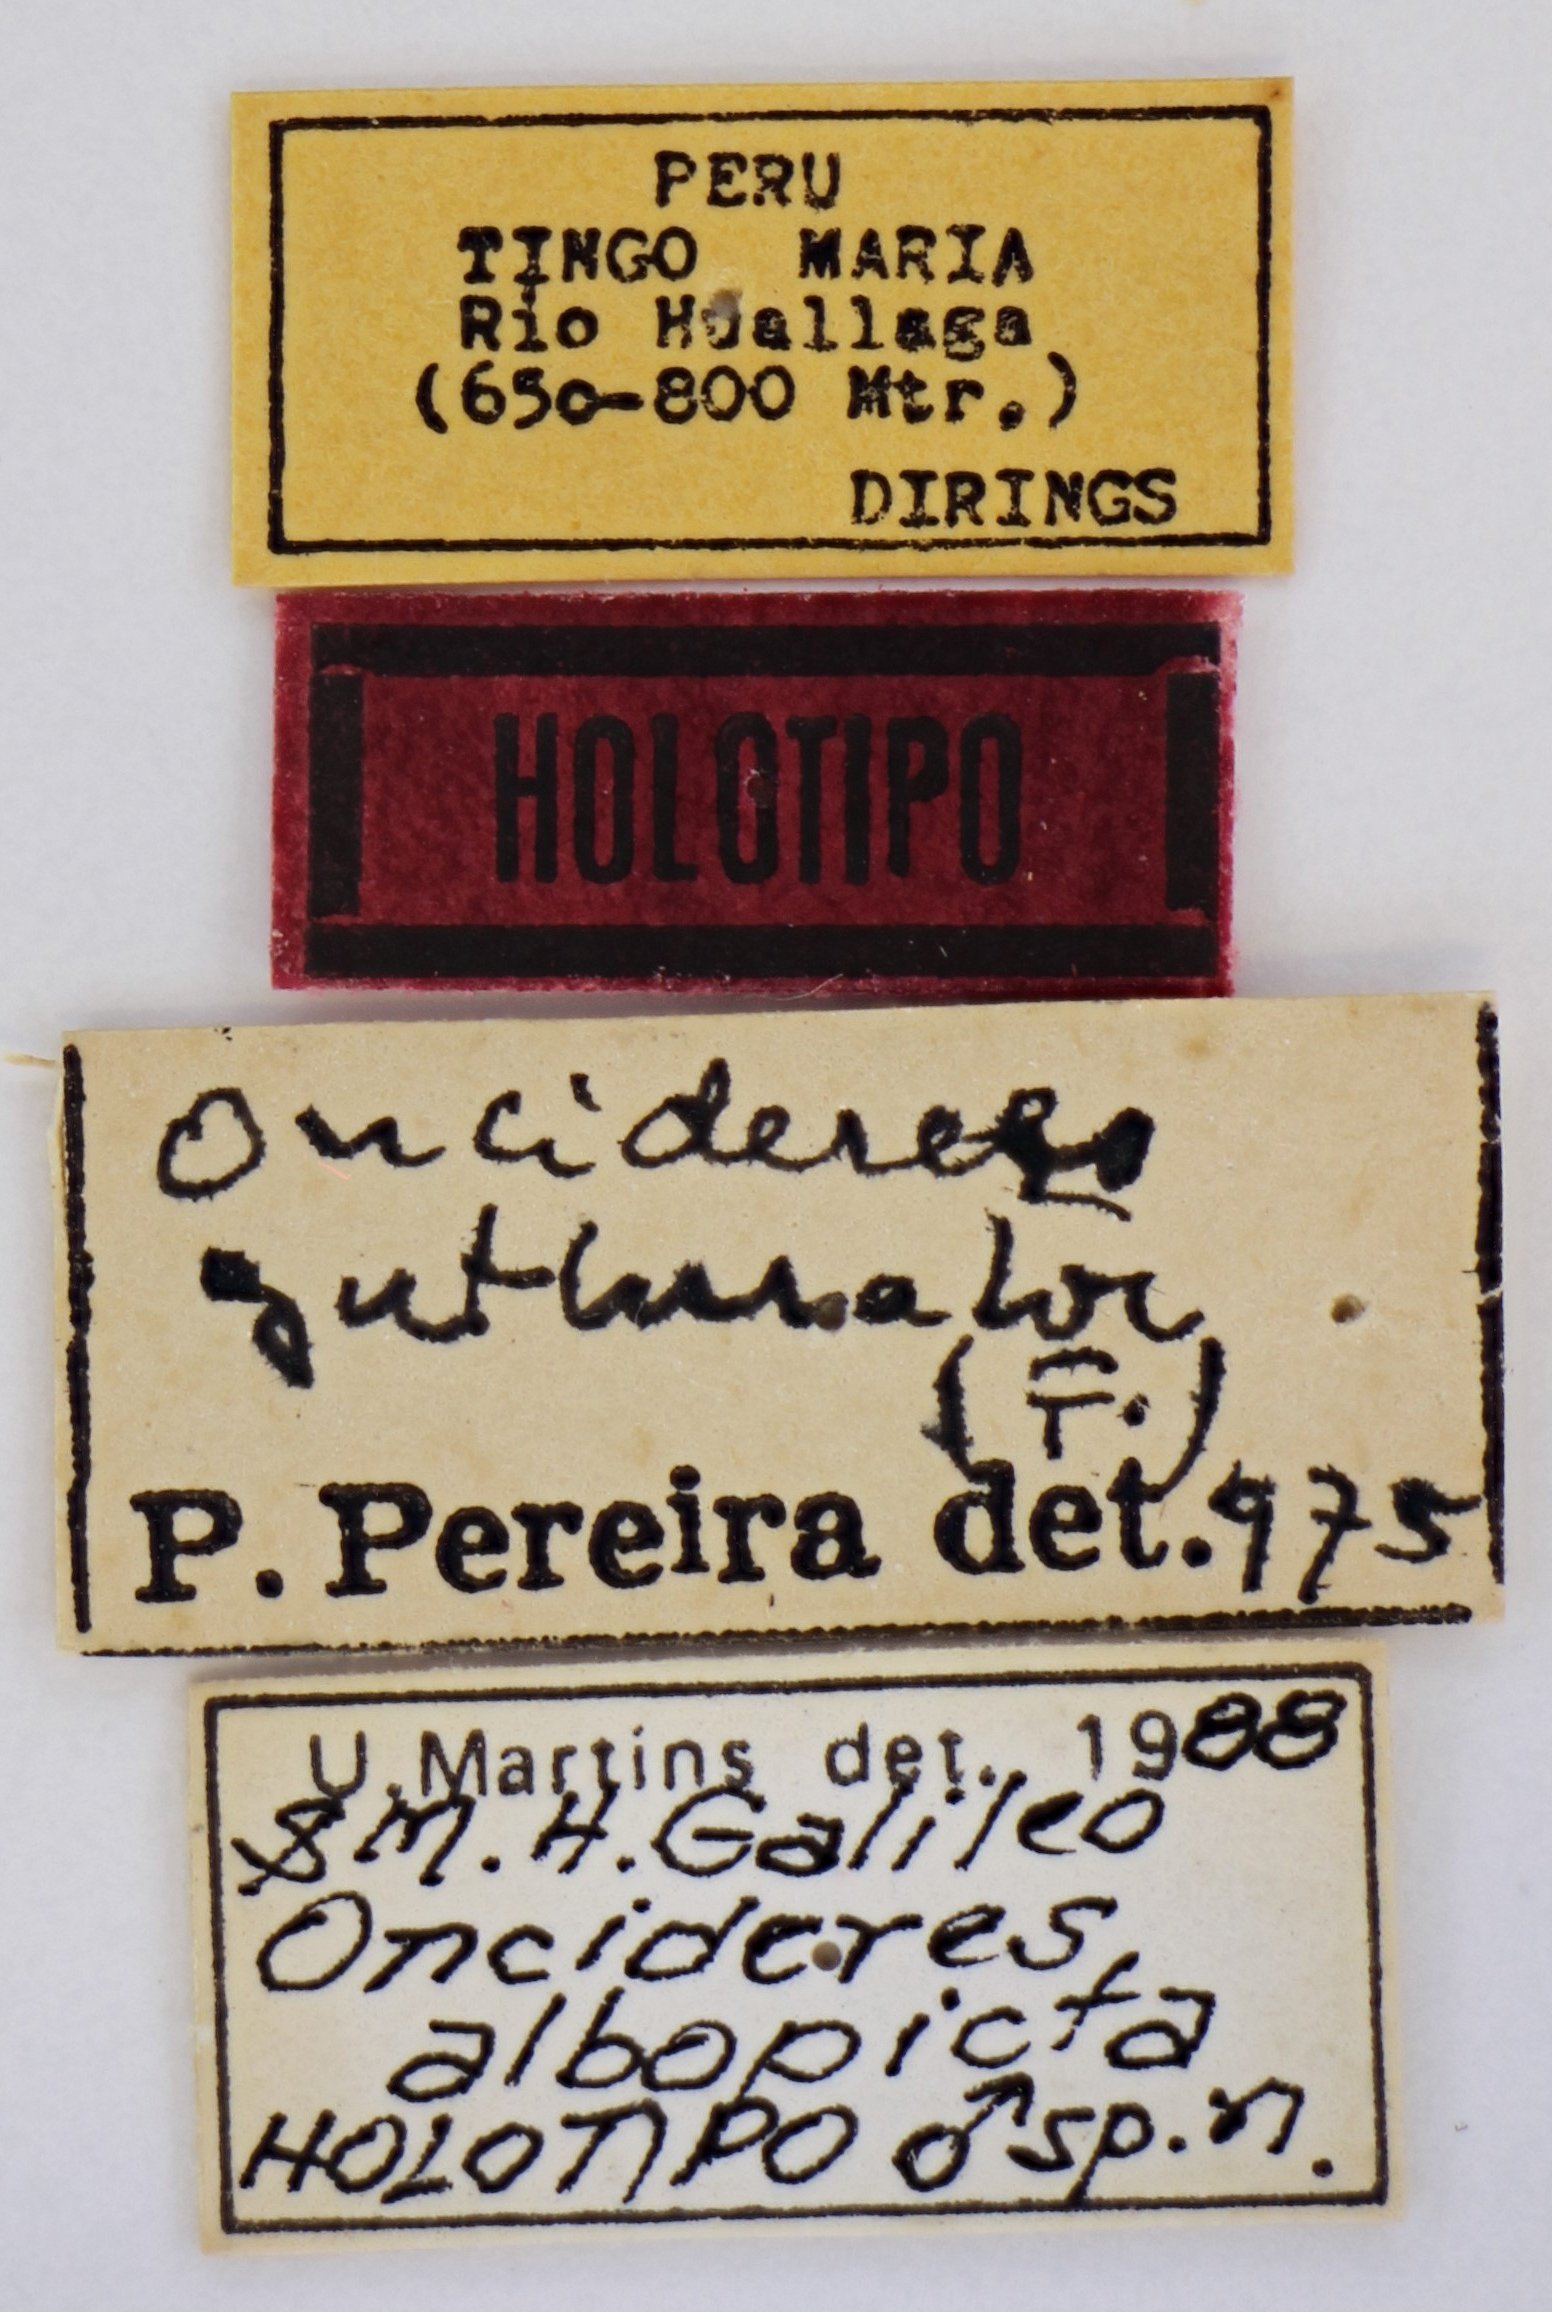 PERU
TINGO MARIA
Rio Huallaga
(650-800 Mtr.)
DIRINGS
HOLOTIPO
Oncideres
gutturator
(F.)
P. Pereira det. 975
U. Martins det., 1988
& M. H. Galileo
Oncideres
albopicta
HOLOTIPO ♂ sp. n.